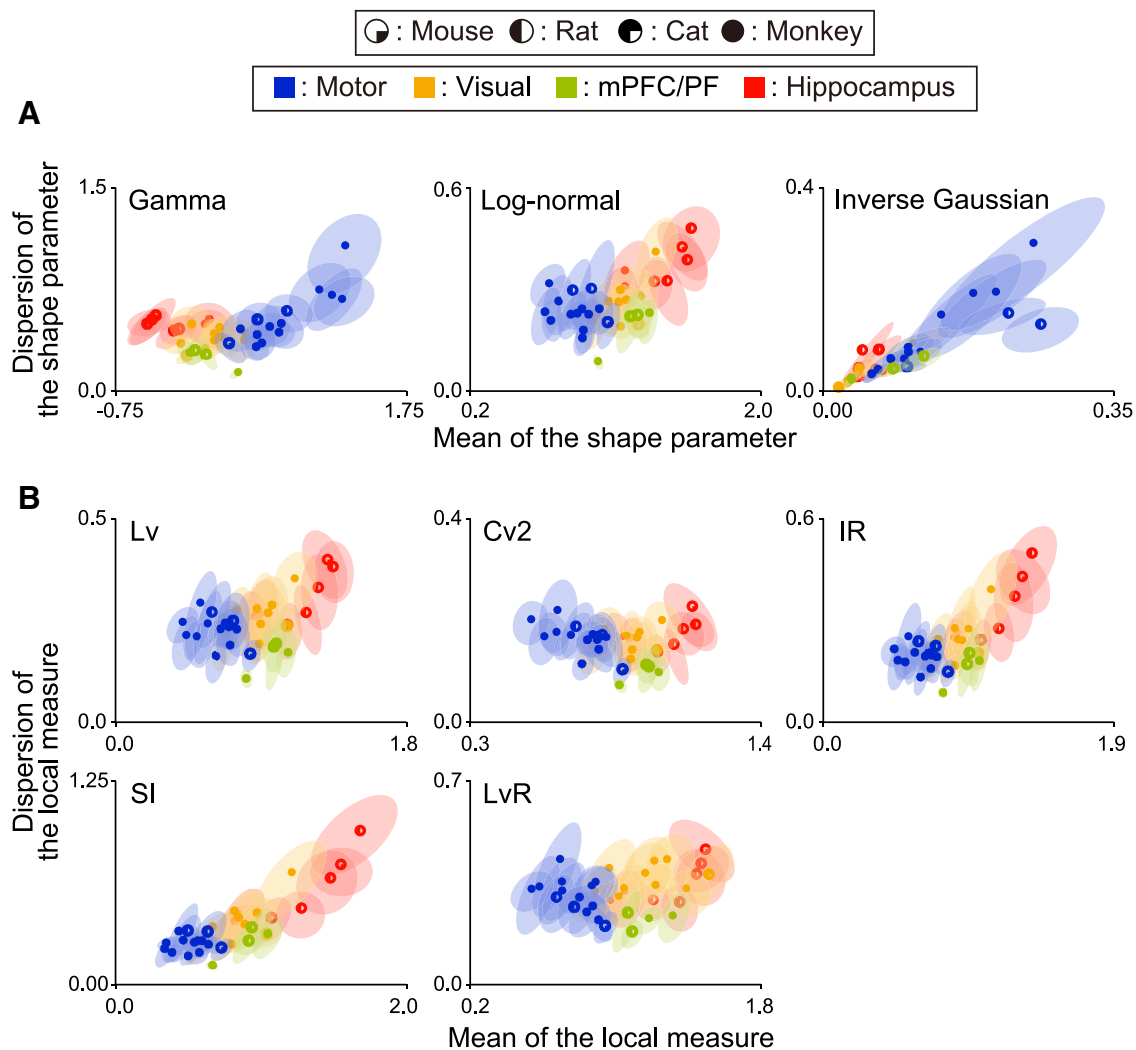 : Mouse : Rat : Cat : Monkey
: Motor : Visual : mPFC/PF : Hippocampus
A
Dispersion of
the shape parameter
1.5
Gamma
0.0
-0.75
1.75
0.6
Log-normal
0.0
0.2
2.0
0.4
Inverse Gaussian
0.0
0.00
0.35
Mean of the shape parameter
B
Dispersion of
the local measure
0.5
Lv
0.0
0.0
1.8
0.4
Cv2
0.0
0.3
1.4
0.6
IR
0.0
0.0
1.9
1.25
SI
0.00
0.0
2.0
0.7
LvR
0.0
0.2
1.8
Mean of the local measure